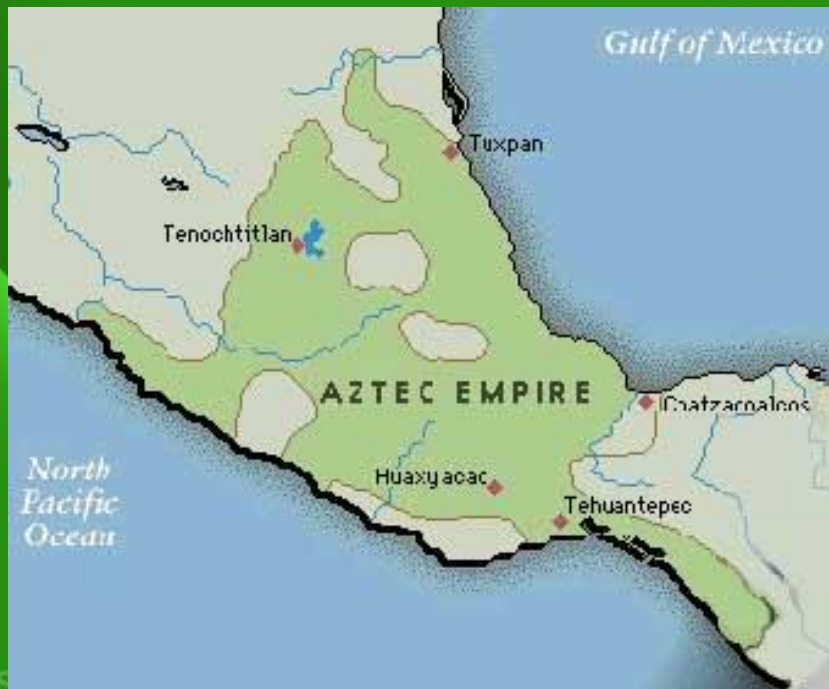 Gulf of Mexico
Tuxpan
Tenochtitlan
AZTEC EMPIRE
Coatzacoalcos
North
Pacific
Ocean
Huaxyacac
Tehuantepec